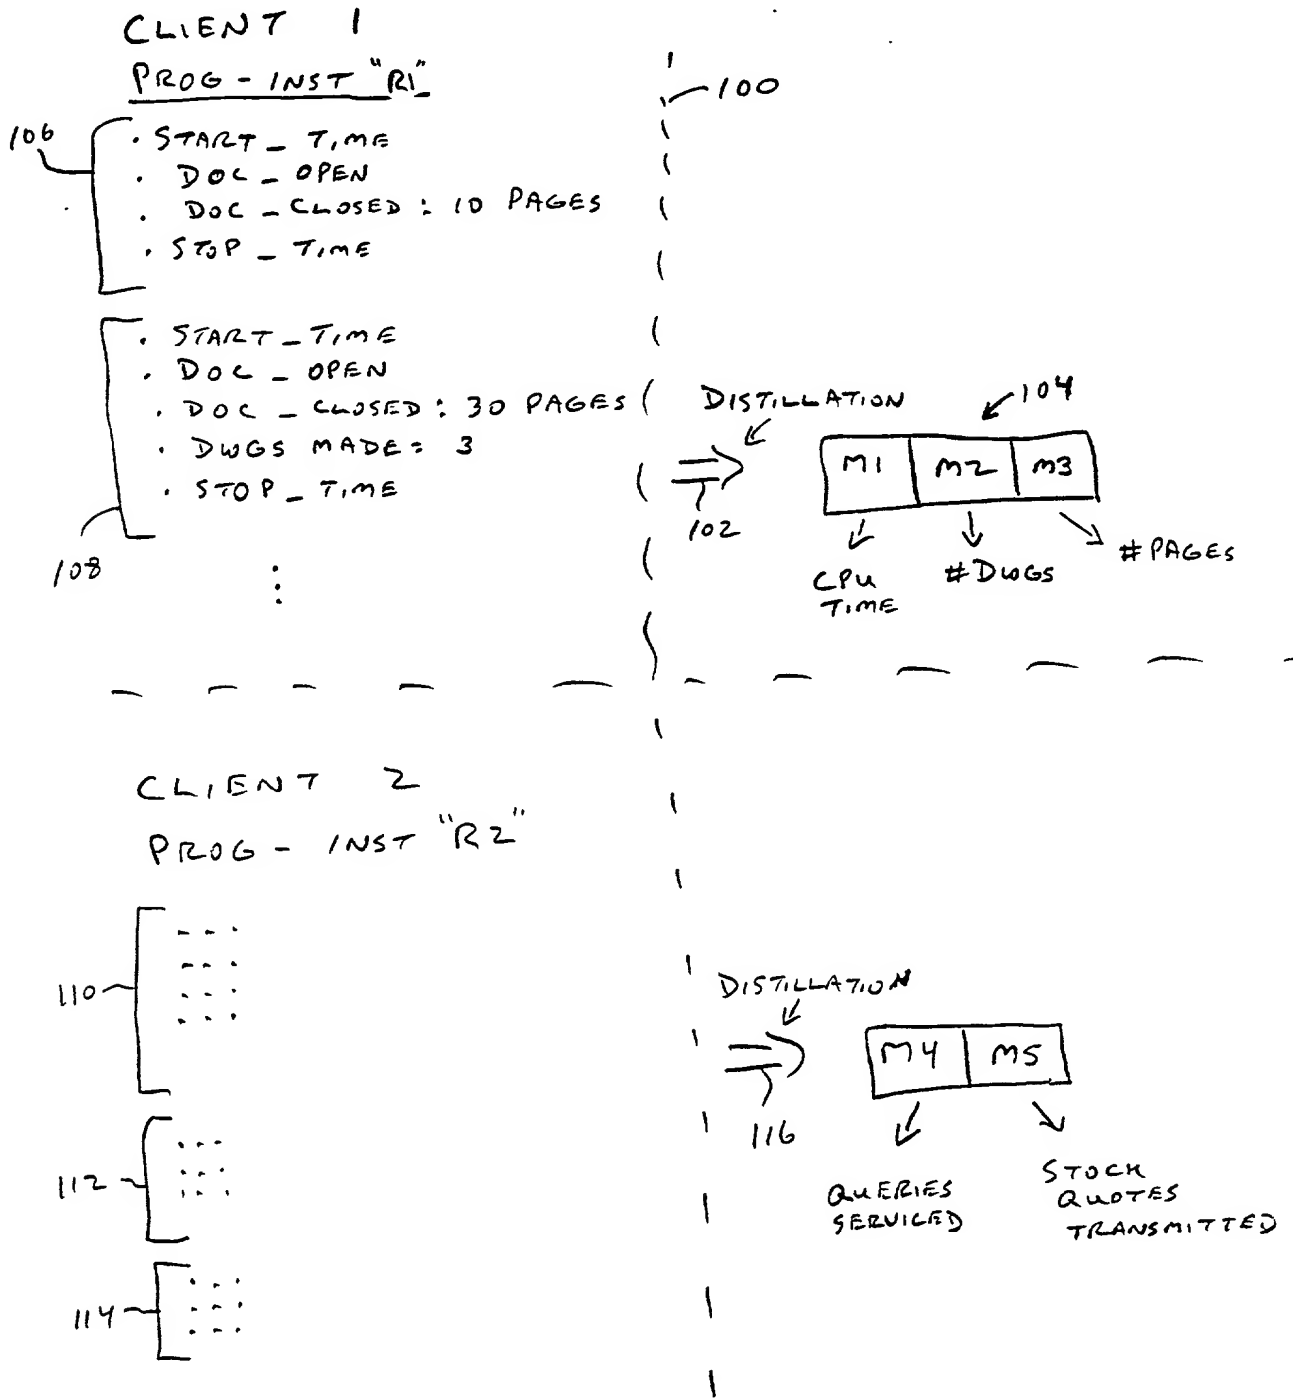 CLIENT 1
PROG - INST "R1"
100
106
· START _ TIME
· DOC _ OPEN
· DOC _ CLOSED : 10 PAGES
· STOP _ TIME
· START _ TIME
· DOC _ OPEN
· DOC _ CLOSED : 30 PAGES
· DWGS MADE = 3
· STOP _ TIME
108
DISTILLATION
104
M1 M2 M3
102
CPU
TIME
#DWGS
#PAGES
CLIENT 2
PROG - INST "R2"
110
112
114
DISTILLATION
M4 M5
116
QUERIES
SERVICED
STOCK
QUOTES
TRANSMITTED